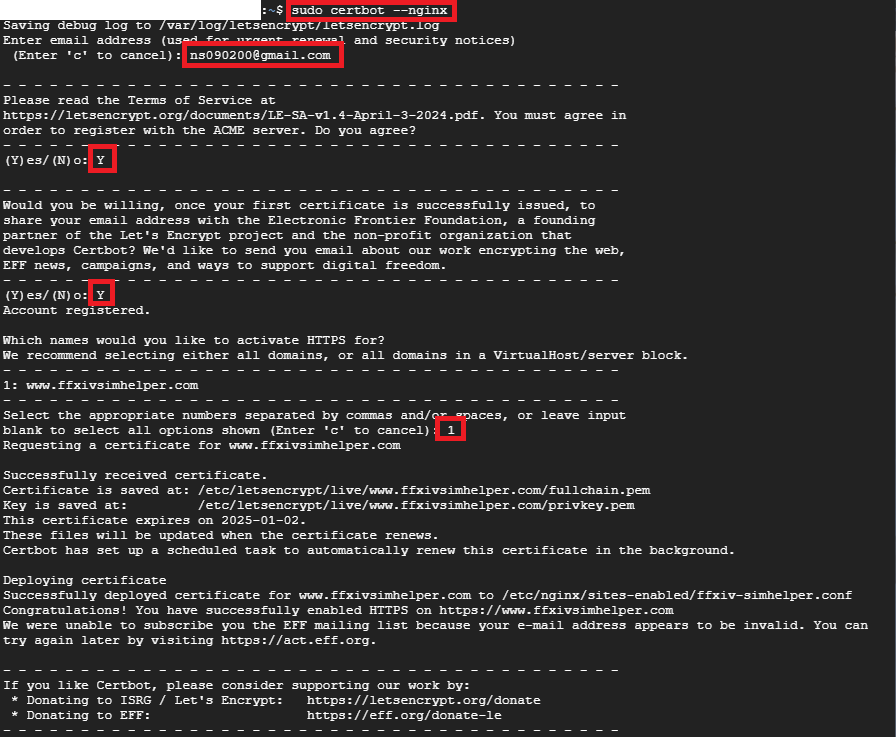 :~$ sudo certbot --nginx
Saving debug log to /var/log/letsencrypt/letsencrypt.log
Enter email address (used for urgent renewal and security notices)
(Enter 'c' to cancel): ns090200@gmail.com
- - - - - - - - - - - - - - - - - - - - - - - - - - - - - - - - - - - - - - - -
Please read the Terms of Service at
https://letsencrypt.org/documents/LE-SA-v1.4-April-3-2024.pdf. You must agree in
order to register with the ACME server. Do you agree?
- - - - - - - - - - - - - - - - - - - - - - - - - - - - - - - - - - - - - - - -
(Y)es/(N)o: Y
- - - - - - - - - - - - - - - - - - - - - - - - - - - - - - - - - - - - - - - -
Would you be willing, once your first certificate is successfully issued, to
share your email address with the Electronic Frontier Foundation, a founding
partner of the Let's Encrypt project and the non-profit organization that
develops Certbot? We'd like to send you email about our work encrypting the web,
EFF news, campaigns, and ways to support digital freedom.
- - - - - - - - - - - - - - - - - - - - - - - - - - - - - - - - - - - - - - - -
(Y)es/(N)o: Y
Account registered.
Which names would you like to activate HTTPS for?
We recommend selecting either all domains, or all domains in a VirtualHost/server block.
- - - - - - - - - - - - - - - - - - - - - - - - - - - - - - - - - - - - - - - -
1: www.ffxivsimhelper.com
- - - - - - - - - - - - - - - - - - - - - - - - - - - - - - - - - - - - - - - -
Select the appropriate numbers separated by commas and/or spaces, or leave input
blank to select all options shown (Enter 'c' to cancel): 1
Requesting a certificate for www.ffxivsimhelper.com
Successfully received certificate.
Certificate is saved at: /etc/letsencrypt/live/www.ffxivsimhelper.com/fullchain.pem
Key is saved at: /etc/letsencrypt/live/www.ffxivsimhelper.com/privkey.pem
This certificate expires on 2025-01-02.
These files will be updated when the certificate renews.
Certbot has set up a scheduled task to automatically renew this certificate in the background.
Deploying certificate
Successfully deployed certificate for www.ffxivsimhelper.com to /etc/nginx/sites-enabled/ffxiv-simhelper.conf
Congratulations! You have successfully enabled HTTPS on https://www.ffxivsimhelper.com
We were unable to subscribe you the EFF mailing list because your e-mail address appears to be invalid. You can
try again later by visiting https://act.eff.org.
- - - - - - - - - - - - - - - - - - - - - - - - - - - - - - - - - - - - - - - -
If you like Certbot, please consider supporting our work by:
* Donating to ISRG / Let's Encrypt: https://letsencrypt.org/donate
* Donating to EFF: https://eff.org/donate-le
- - - - - - - - - - - - - - - - - - - - - - - - - - - - - - - - - - - - - - - -